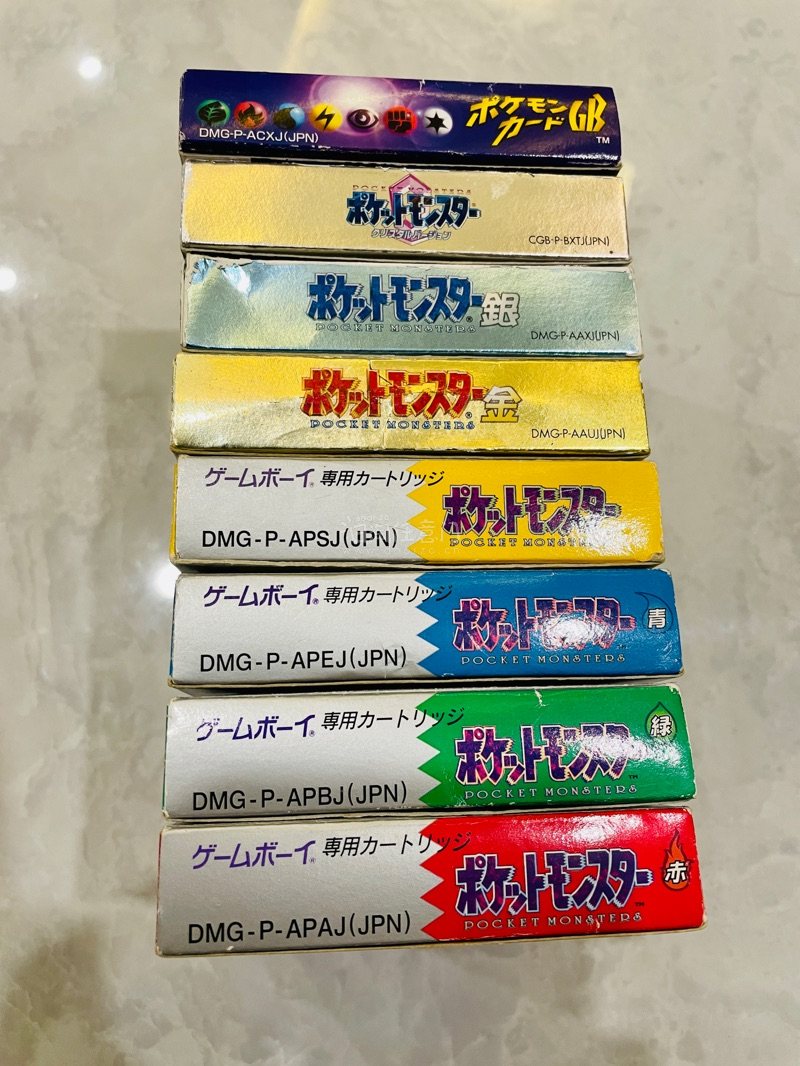 ポケモン
カードGB
TM
DMG-P-ACXJ(JPN)
POCKET MONSTERS
ポケットモンスター
クリスタルバージョン
CGB-P-BXTJ(JPN)
ポケットモンスター銀
POCKET MONSTERS
DMG-P-AAXJ(JPN)
ポケットモンスター金
POCKET MONSTERS
DMG-P-AAUJ(JPN)
ゲームボーイ® 専用カートリッジ
ポケットモンスター
POCKET MONSTERS
DMG-P-APSJ(JPN)
ゲームボーイ® 専用カートリッジ
ポケットモンスター 青
POCKET MONSTERS
DMG-P-APEJ(JPN)
ゲームボーイ® 専用カートリッジ
ポケットモンスター 緑
TM
POCKET MONSTERS
DMG-P-APBJ(JPN)
ゲームボーイ® 専用カートリッジ
ポケットモンスター 赤
TM
POCKET MONSTERS
DMG-P-APAJ(JPN)